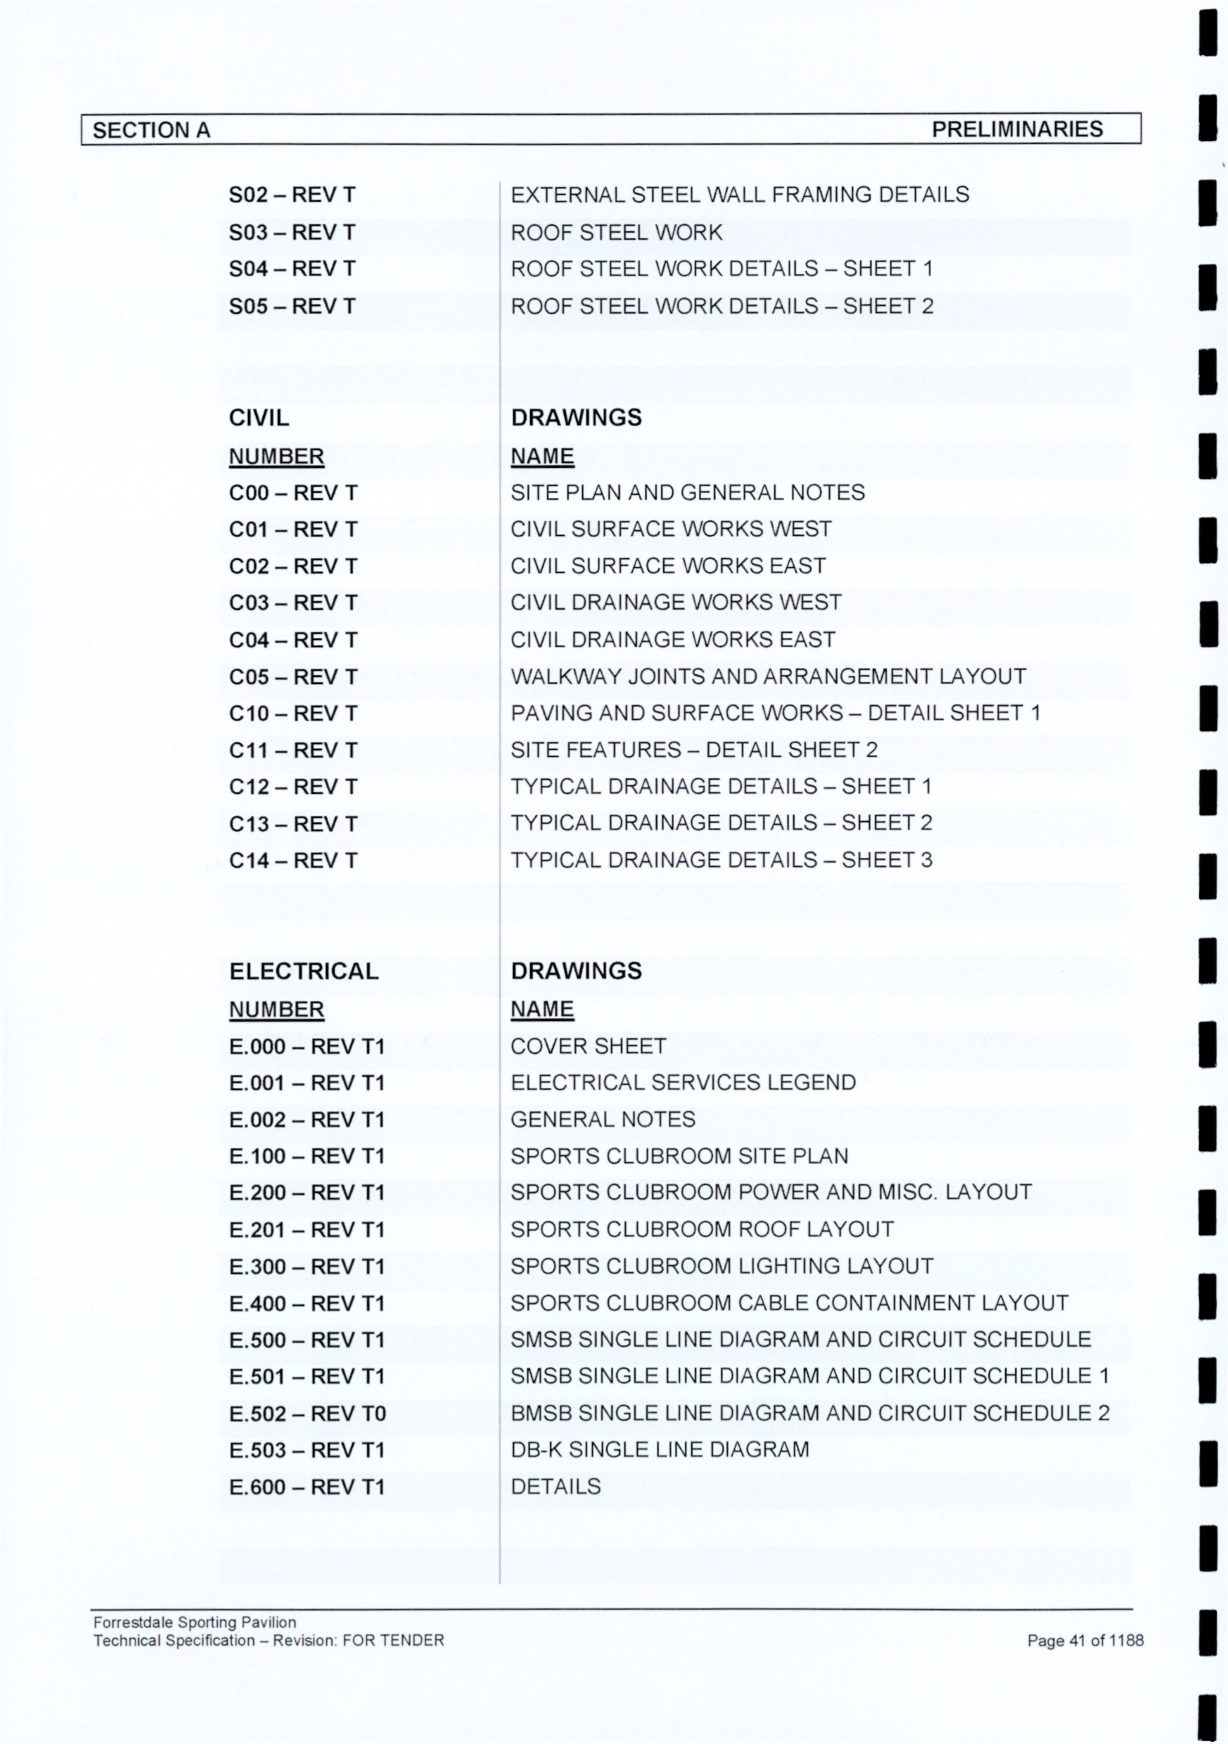 SECTION A PRELIMINARIES
S02 – REV T EXTERNAL STEEL WALL FRAMING DETAILS
S03 – REV T ROOF STEEL WORK
S04 – REV T ROOF STEEL WORK DETAILS – SHEET 1
S05 – REV T ROOF STEEL WORK DETAILS – SHEET 2
CIVIL DRAWINGS
NUMBER NAME
C00 – REV T SITE PLAN AND GENERAL NOTES
C01 – REV T CIVIL SURFACE WORKS WEST
C02 – REV T CIVIL SURFACE WORKS EAST
C03 – REV T CIVIL DRAINAGE WORKS WEST
C04 – REV T CIVIL DRAINAGE WORKS EAST
C05 – REV T WALKWAY JOINTS AND ARRANGEMENT LAYOUT
C10 – REV T PAVING AND SURFACE WORKS – DETAIL SHEET 1
C11 – REV T SITE FEATURES – DETAIL SHEET 2
C12 – REV T TYPICAL DRAINAGE DETAILS – SHEET 1
C13 – REV T TYPICAL DRAINAGE DETAILS – SHEET 2
C14 – REV T TYPICAL DRAINAGE DETAILS – SHEET 3
ELECTRICAL DRAWINGS
NUMBER NAME
E.000 – REV T1 COVER SHEET
E.001 – REV T1 ELECTRICAL SERVICES LEGEND
E.002 – REV T1 GENERAL NOTES
E.100 – REV T1 SPORTS CLUBROOM SITE PLAN
E.200 – REV T1 SPORTS CLUBROOM POWER AND MISC. LAYOUT
E.201 – REV T1 SPORTS CLUBROOM ROOF LAYOUT
E.300 – REV T1 SPORTS CLUBROOM LIGHTING LAYOUT
E.400 – REV T1 SPORTS CLUBROOM CABLE CONTAINMENT LAYOUT
E.500 – REV T1 SMSB SINGLE LINE DIAGRAM AND CIRCUIT SCHEDULE
E.501 – REV T1 SMSB SINGLE LINE DIAGRAM AND CIRCUIT SCHEDULE 1
E.502 – REV T0 BMSB SINGLE LINE DIAGRAM AND CIRCUIT SCHEDULE 2
E.503 – REV T1 DB-K SINGLE LINE DIAGRAM
E.600 – REV T1 DETAILS
Forrestdale Sporting Pavilion
Technical Specification – Revision: FOR TENDER Page 41 of 1188